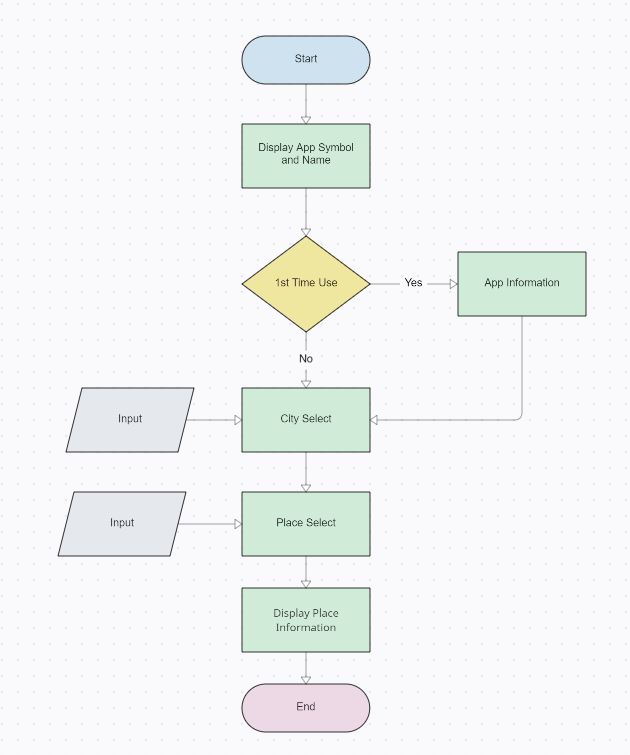 Start
Display App Symbol
and Name
1st Time Use
Yes
App Information
No
Input
City Select
Input
Place Select
Display Place
Information
End